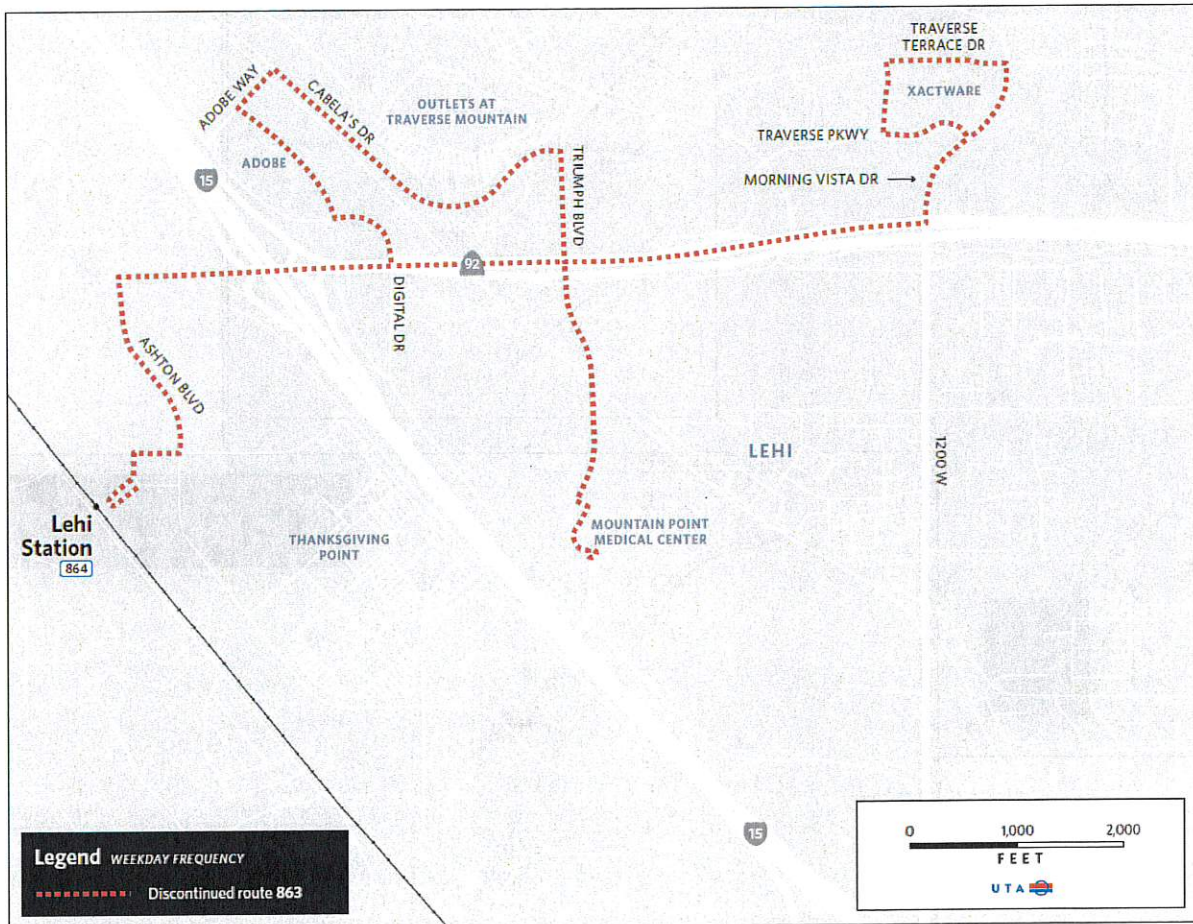 TRAVERSE
TERRACE DR
ADOBE WAY
CABELA'S DR
OUTLETS AT
TRAVERSE MOUNTAIN
XACTWARE
TRAVERSE PKWY
ADOBE
TRIUMPH BLVD
15
MORNING VISTA DR
92
DIGITAL DR
ASHTON BLVD
LEHI
1200 W
Lehi
Station
864
THANKSGIVING
POINT
MOUNTAIN POINT
MEDICAL CENTER
15
Legend WEEKDAY FREQUENCY
Discontinued route 863
0 1,000 2,000
FEET
UTA